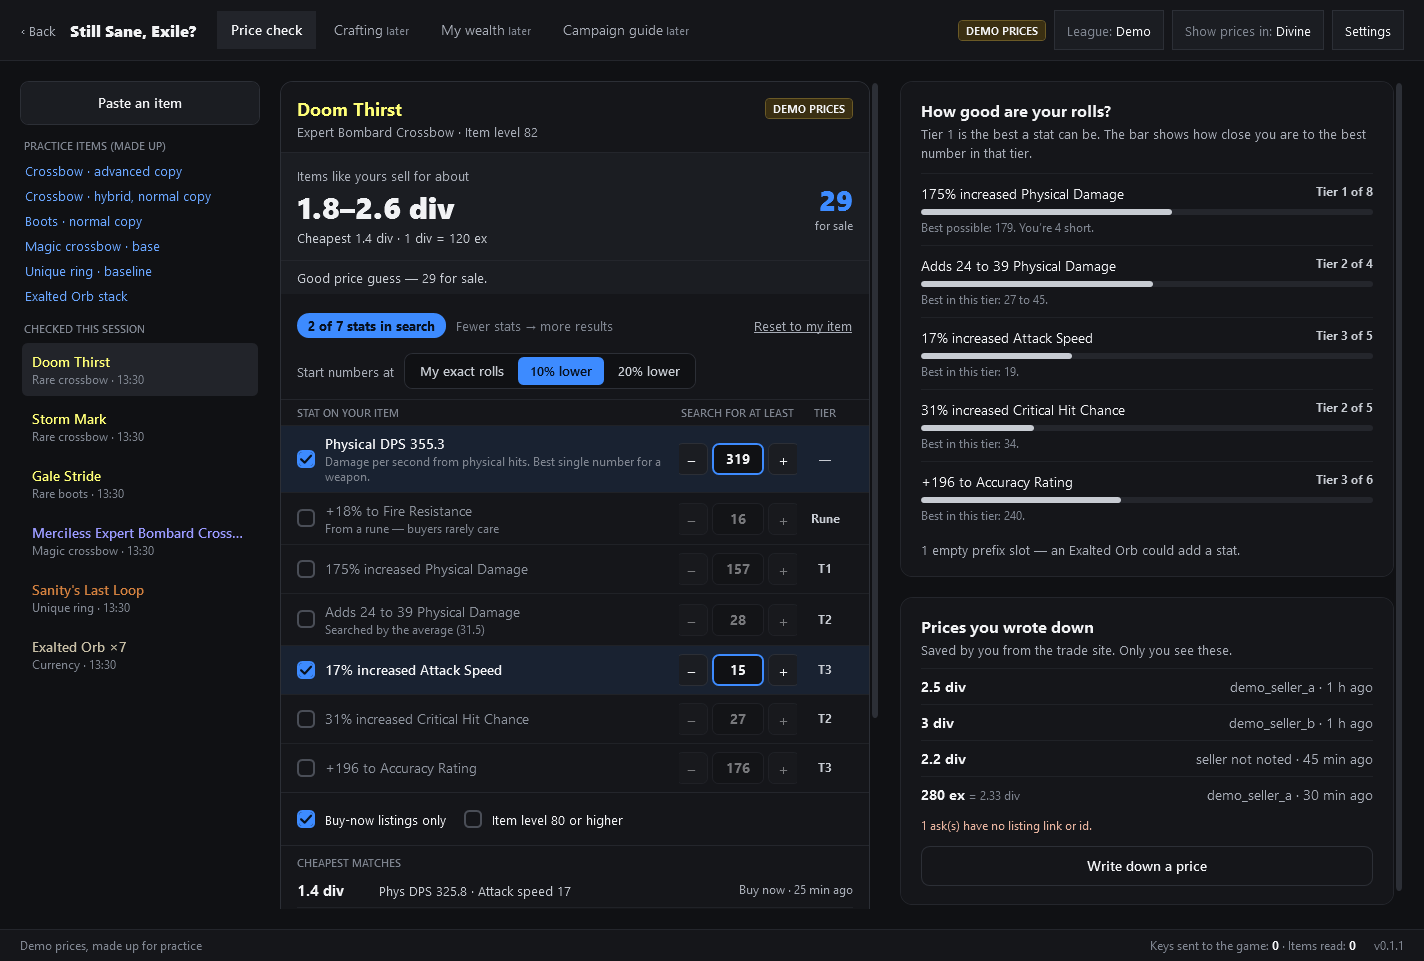 ‹ Back
Still Sane, Exile?
Price check
Crafting later
My wealth later
Campaign guide later
DEMO PRICES
League: Demo
Show prices in: Divine
Settings
Paste an item
PRACTICE ITEMS (MADE UP)
Crossbow · advanced copy
Crossbow · hybrid, normal copy
Boots · normal copy
Magic crossbow · base
Unique ring · baseline
Exalted Orb stack
CHECKED THIS SESSION
Doom Thirst
Rare crossbow · 13:30
Storm Mark
Rare crossbow · 13:30
Gale Stride
Rare boots · 13:30
Merciless Expert Bombard Cross...
Magic crossbow · 13:30
Sanity's Last Loop
Unique ring · 13:30
Exalted Orb ×7
Currency · 13:30
Doom Thirst
DEMO PRICES
Expert Bombard Crossbow · Item level 82
Items like yours sell for about
1.8–2.6 div
29
for sale
Cheapest 1.4 div · 1 div = 120 ex
Good price guess — 29 for sale.
2 of 7 stats in search
Fewer stats → more results
Reset to my item
Start numbers at
My exact rolls
10% lower
20% lower
STAT ON YOUR ITEM
SEARCH FOR AT LEAST
TIER
Physical DPS 355.3
Damage per second from physical hits. Best single number for a
weapon.
– 319 +
—
+18% to Fire Resistance
From a rune — buyers rarely care
– 16 +
Rune
175% increased Physical Damage
– 157 +
T1
Adds 24 to 39 Physical Damage
Searched by the average (31.5)
– 28 +
T2
17% increased Attack Speed
– 15 +
T3
31% increased Critical Hit Chance
– 27 +
T2
+196 to Accuracy Rating
– 176 +
T3
Buy-now listings only
Item level 80 or higher
CHEAPEST MATCHES
1.4 div
Phys DPS 325.8 · Attack speed 17
Buy now · 25 min ago
How good are your rolls?
Tier 1 is the best a stat can be. The bar shows how close you are to the best
number in that tier.
175% increased Physical Damage
Tier 1 of 8
Best possible: 179. You're 4 short.
Adds 24 to 39 Physical Damage
Tier 2 of 4
Best in this tier: 27 to 45.
17% increased Attack Speed
Tier 3 of 5
Best in this tier: 19.
31% increased Critical Hit Chance
Tier 2 of 5
Best in this tier: 34.
+196 to Accuracy Rating
Tier 3 of 6
Best in this tier: 240.
1 empty prefix slot — an Exalted Orb could add a stat.
Prices you wrote down
Saved by you from the trade site. Only you see these.
2.5 div
demo_seller_a · 1 h ago
3 div
demo_seller_b · 1 h ago
2.2 div
seller not noted · 45 min ago
280 ex = 2.33 div
demo_seller_a · 30 min ago
1 ask(s) have no listing link or id.
Write down a price
Demo prices, made up for practice
Keys sent to the game: 0 · Items read: 0
v0.1.1